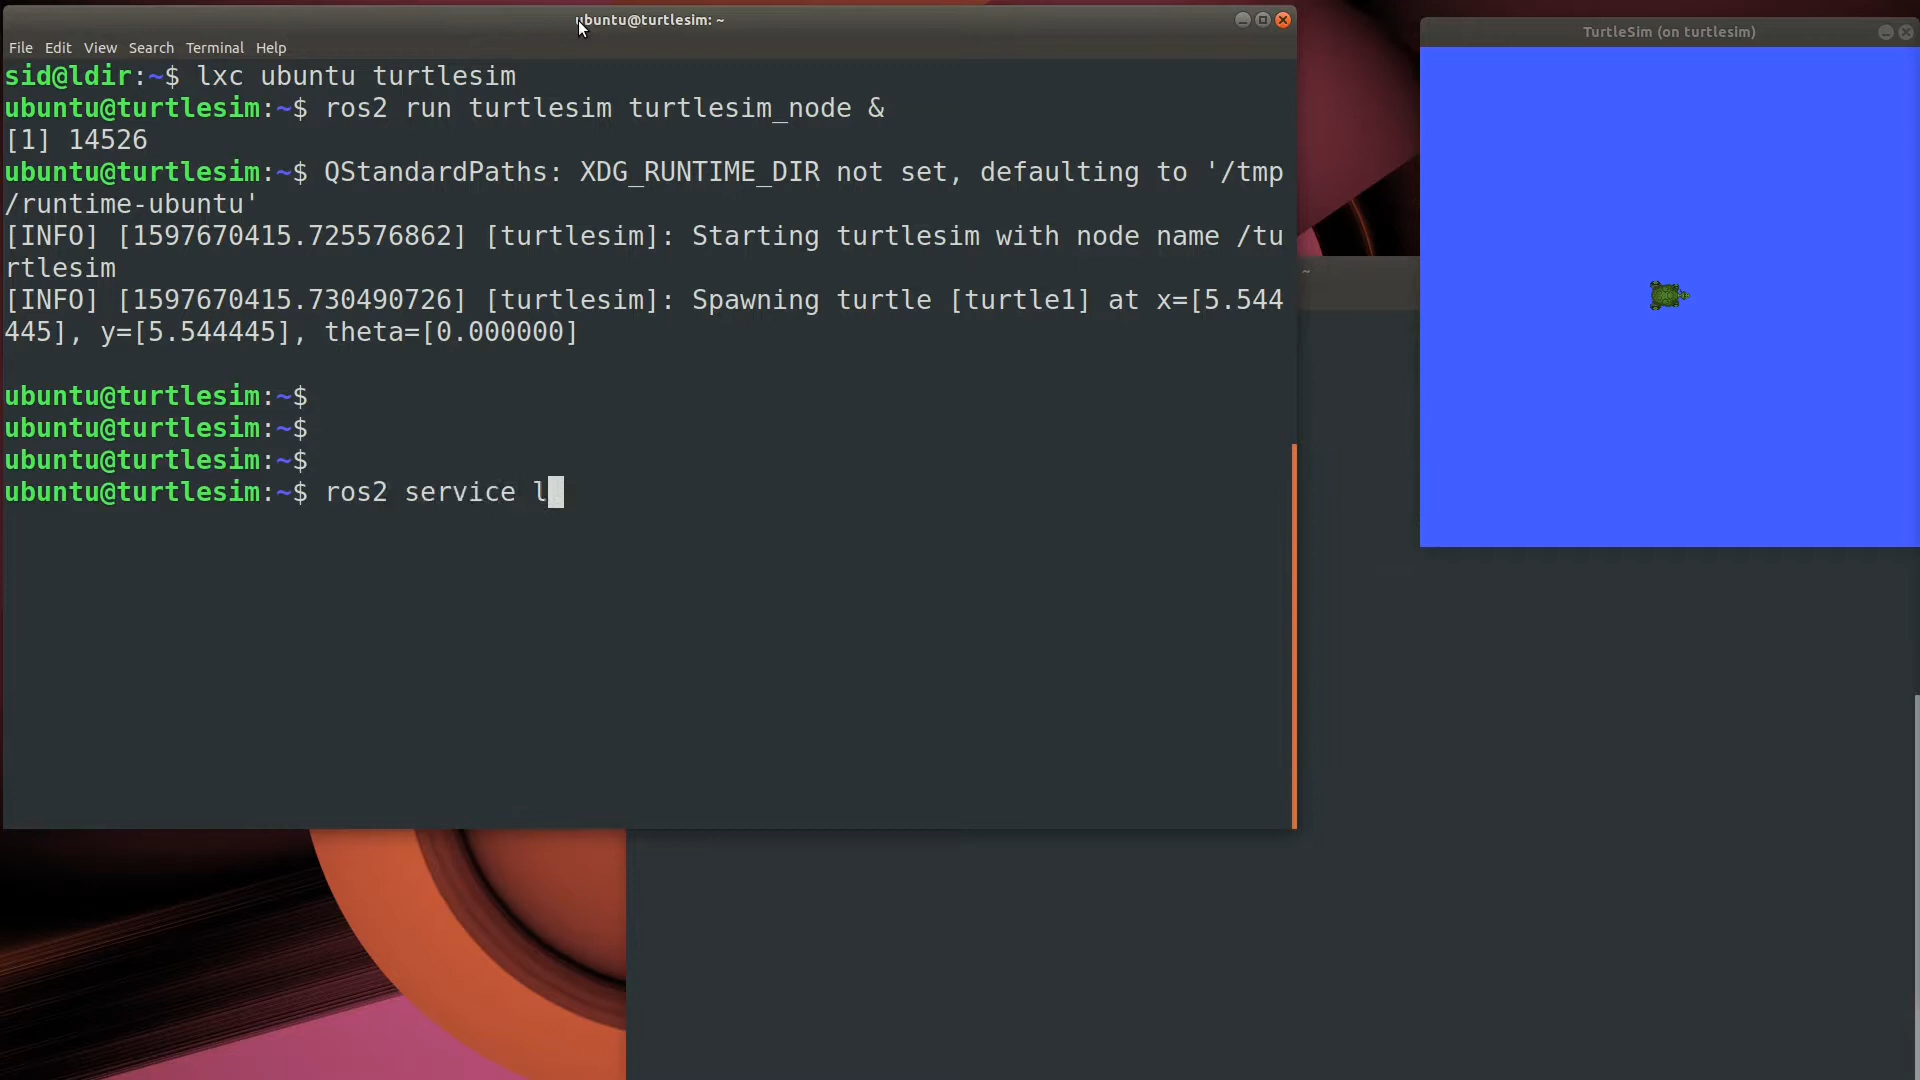 ubuntu@turtlesim: ~
File Edit View Search Terminal Help
sid@ldir:~$ lxc ubuntu turtlesim
ubuntu@turtlesim:~$ ros2 run turtlesim turtlesim_node &
[1] 14526
ubuntu@turtlesim:~$ QStandardPaths: XDG_RUNTIME_DIR not set, defaulting to '/tmp
/runtime-ubuntu'
[INFO] [1597670415.725576862] [turtlesim]: Starting turtlesim with node name /tu
rtlesim
[INFO] [1597670415.730490726] [turtlesim]: Spawning turtle [turtle1] at x=[5.544
445], y=[5.544445], theta=[0.000000]
ubuntu@turtlesim:~$
ubuntu@turtlesim:~$
ubuntu@turtlesim:~$
ubuntu@turtlesim:~$ ros2 service l
TurtleSim (on turtlesim)
~